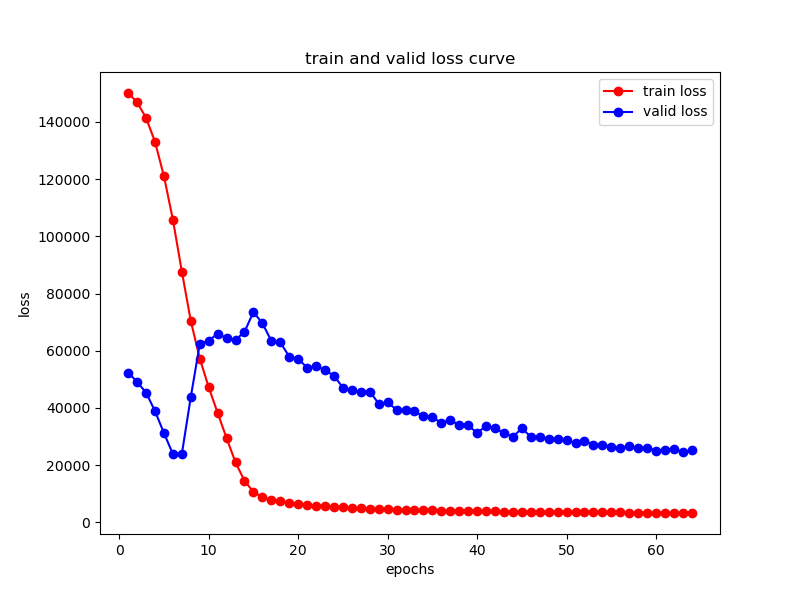 train and valid loss curve
train loss
valid loss
140000
120000
100000
80000
60000
40000
20000
0
loss
0 10 20 30 40 50 60
epochs